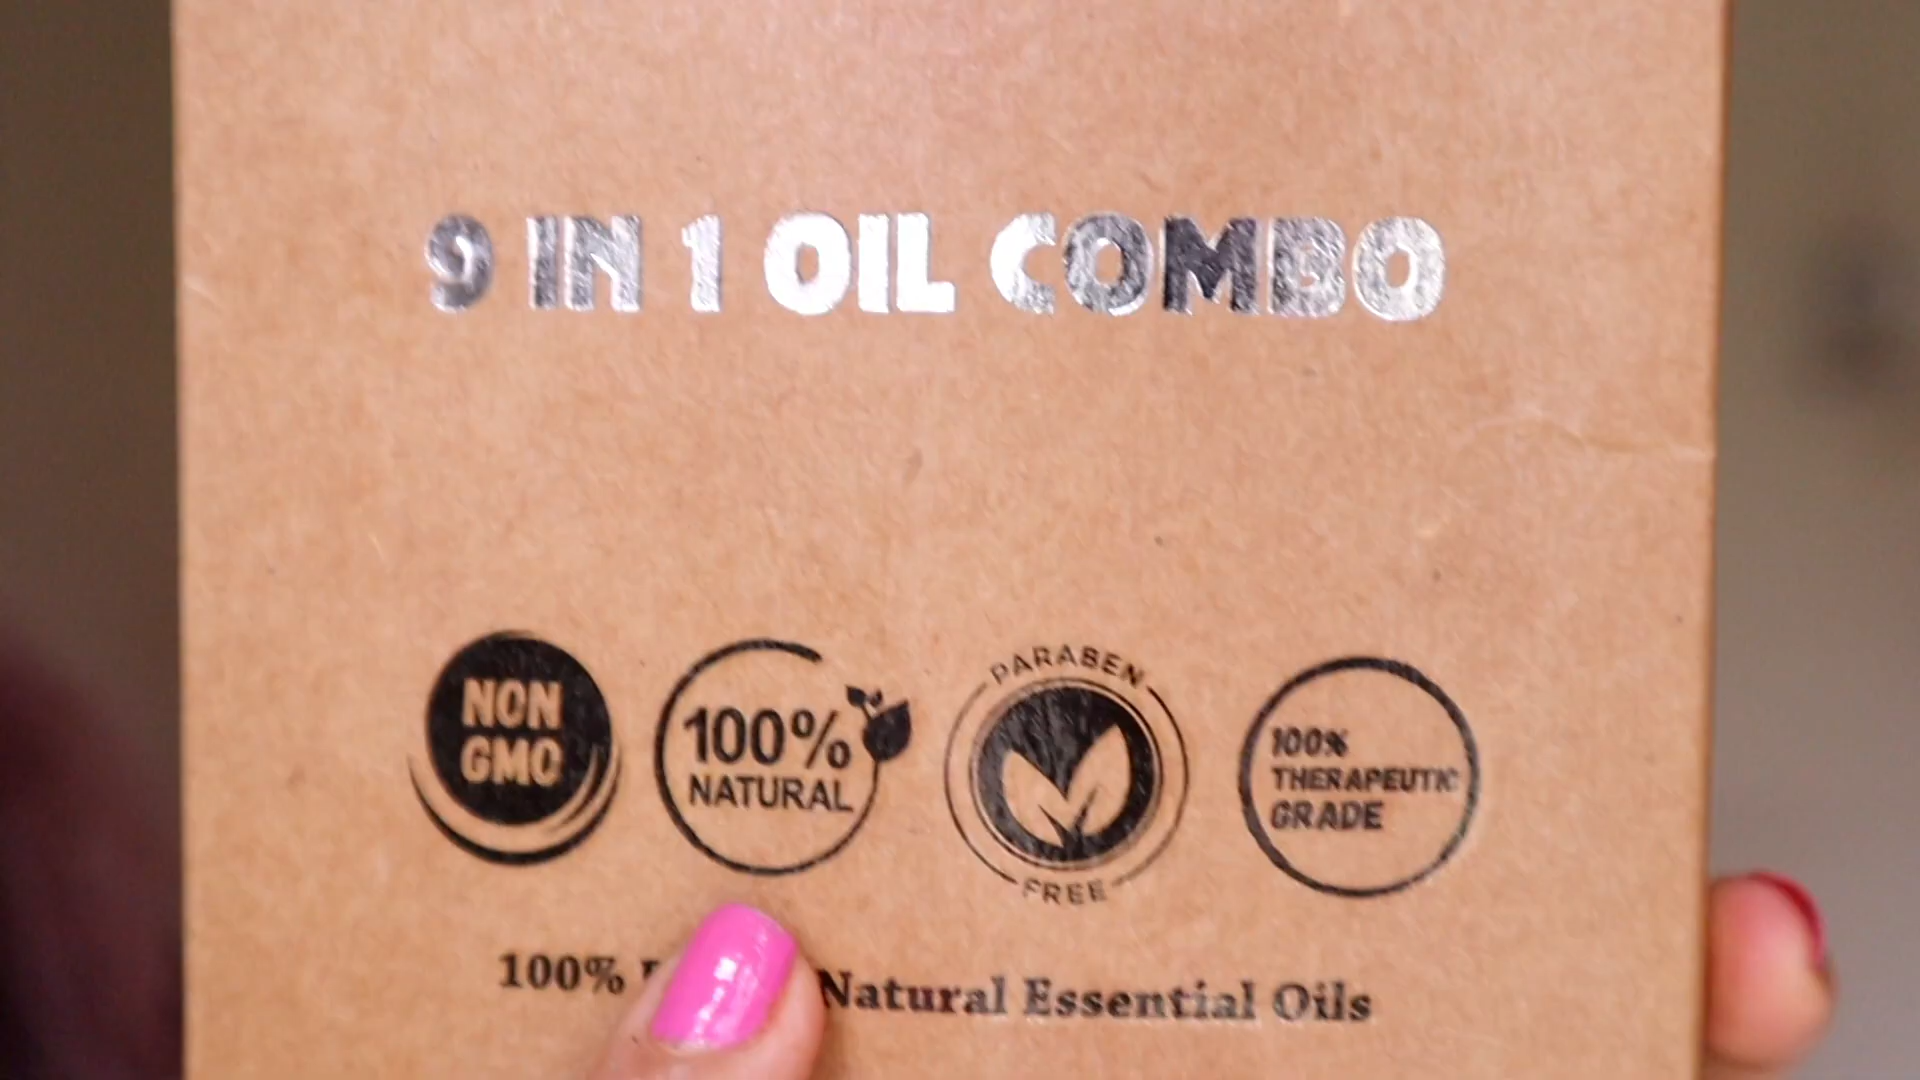 9 IN 1 OIL COMBO
NON
GMO
100%
NATURAL
PARABEN
FREE
100%
THERAPEUTIC
GRADE
100% Natural Essential Oils